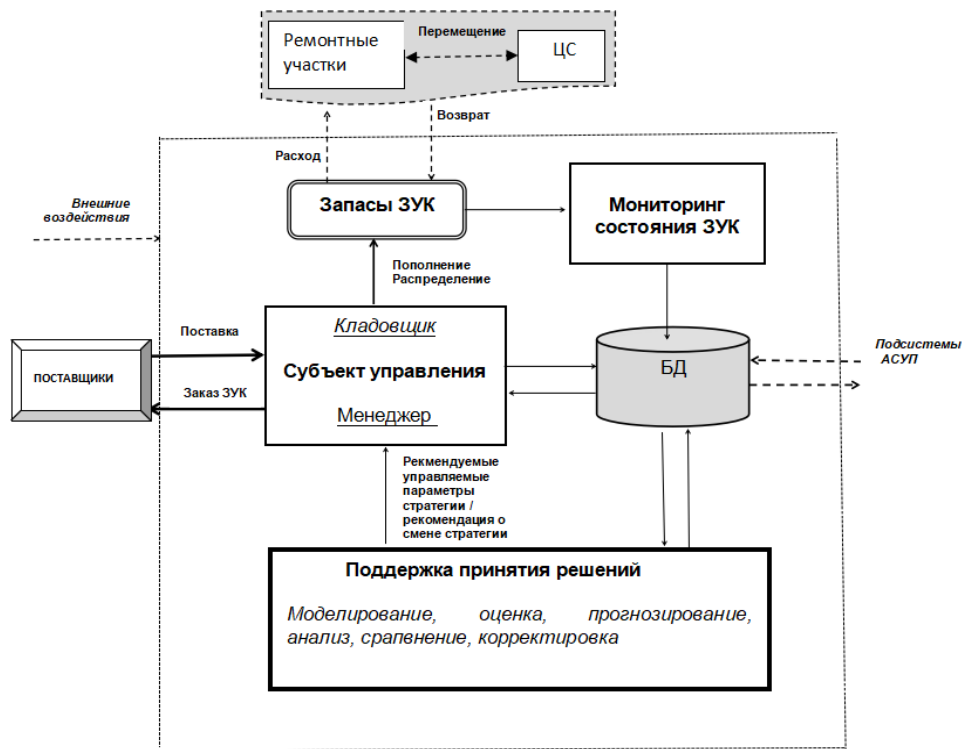 Ремонтные
участки
Перемещение
ЦС
Возврат
Расход
Запасы ЗУК
Мониторинг
состояния ЗУК
Внешние
воздействия
Пополнение
Распределение
Кладовщик
Субъект управления
Менеджер
Поставка
Заказ ЗУК
ПОСТАВЩИКИ
БД
Подсистемы
АСУП
Рекмендуемые
управляемые
параметры
стратегии /
рекомендация о
смене стратегии
Поддержка принятия решений
Моделирование, оценка, прогнозирование,
анализ, срапвнение, корректировка